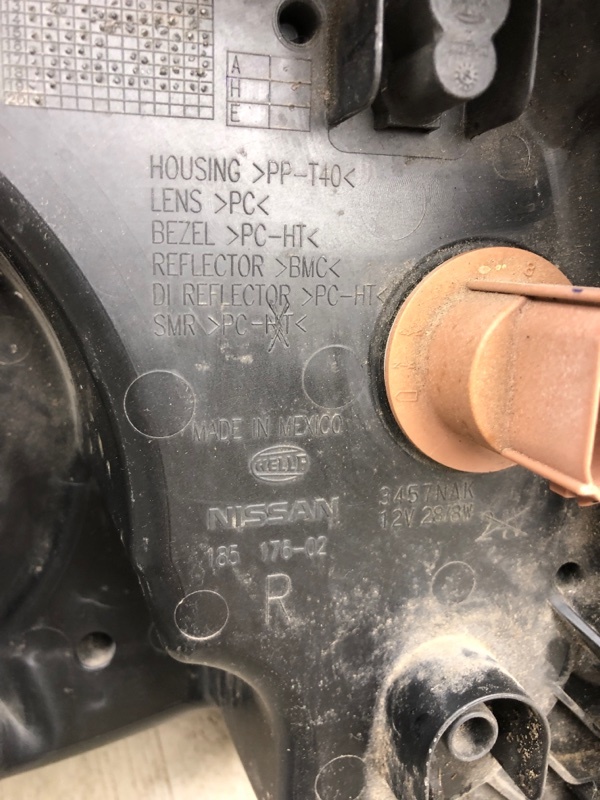 A
H
E
HOUSING >PP-T40<
LENS >PC<
BEZEL >PC-HT<
REFLECTOR >BMC<
DI REFLECTOR >PC-HT<
SMR >PC-HT<
MADE IN MEXICO
HELLA
NISSAN
185 176-02
R
3457NAK
12V 28/8W